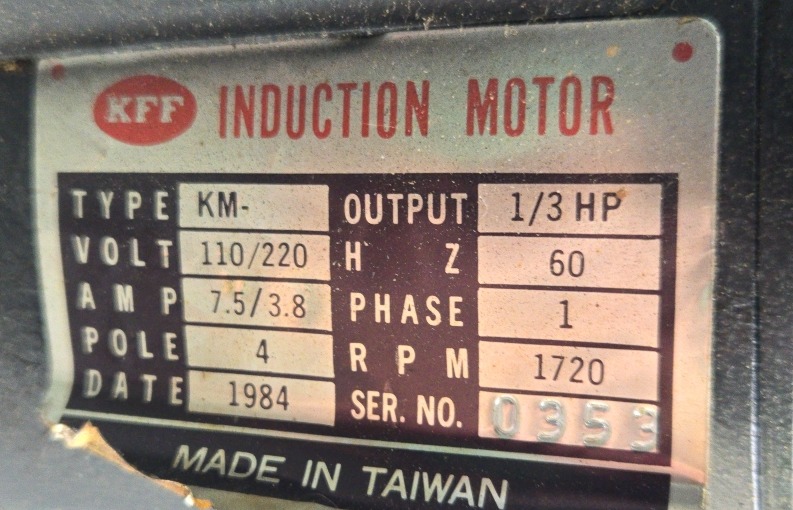 KFF INDUCTION MOTOR
TYPE KM- OUTPUT 1/3 HP
VOLT 110/220 HZ 60
AMP 7.5/3.8 PHASE 1
POLE 4 RPM 1720
DATE 1984 SER. NO. 0353
MADE IN TAIWAN